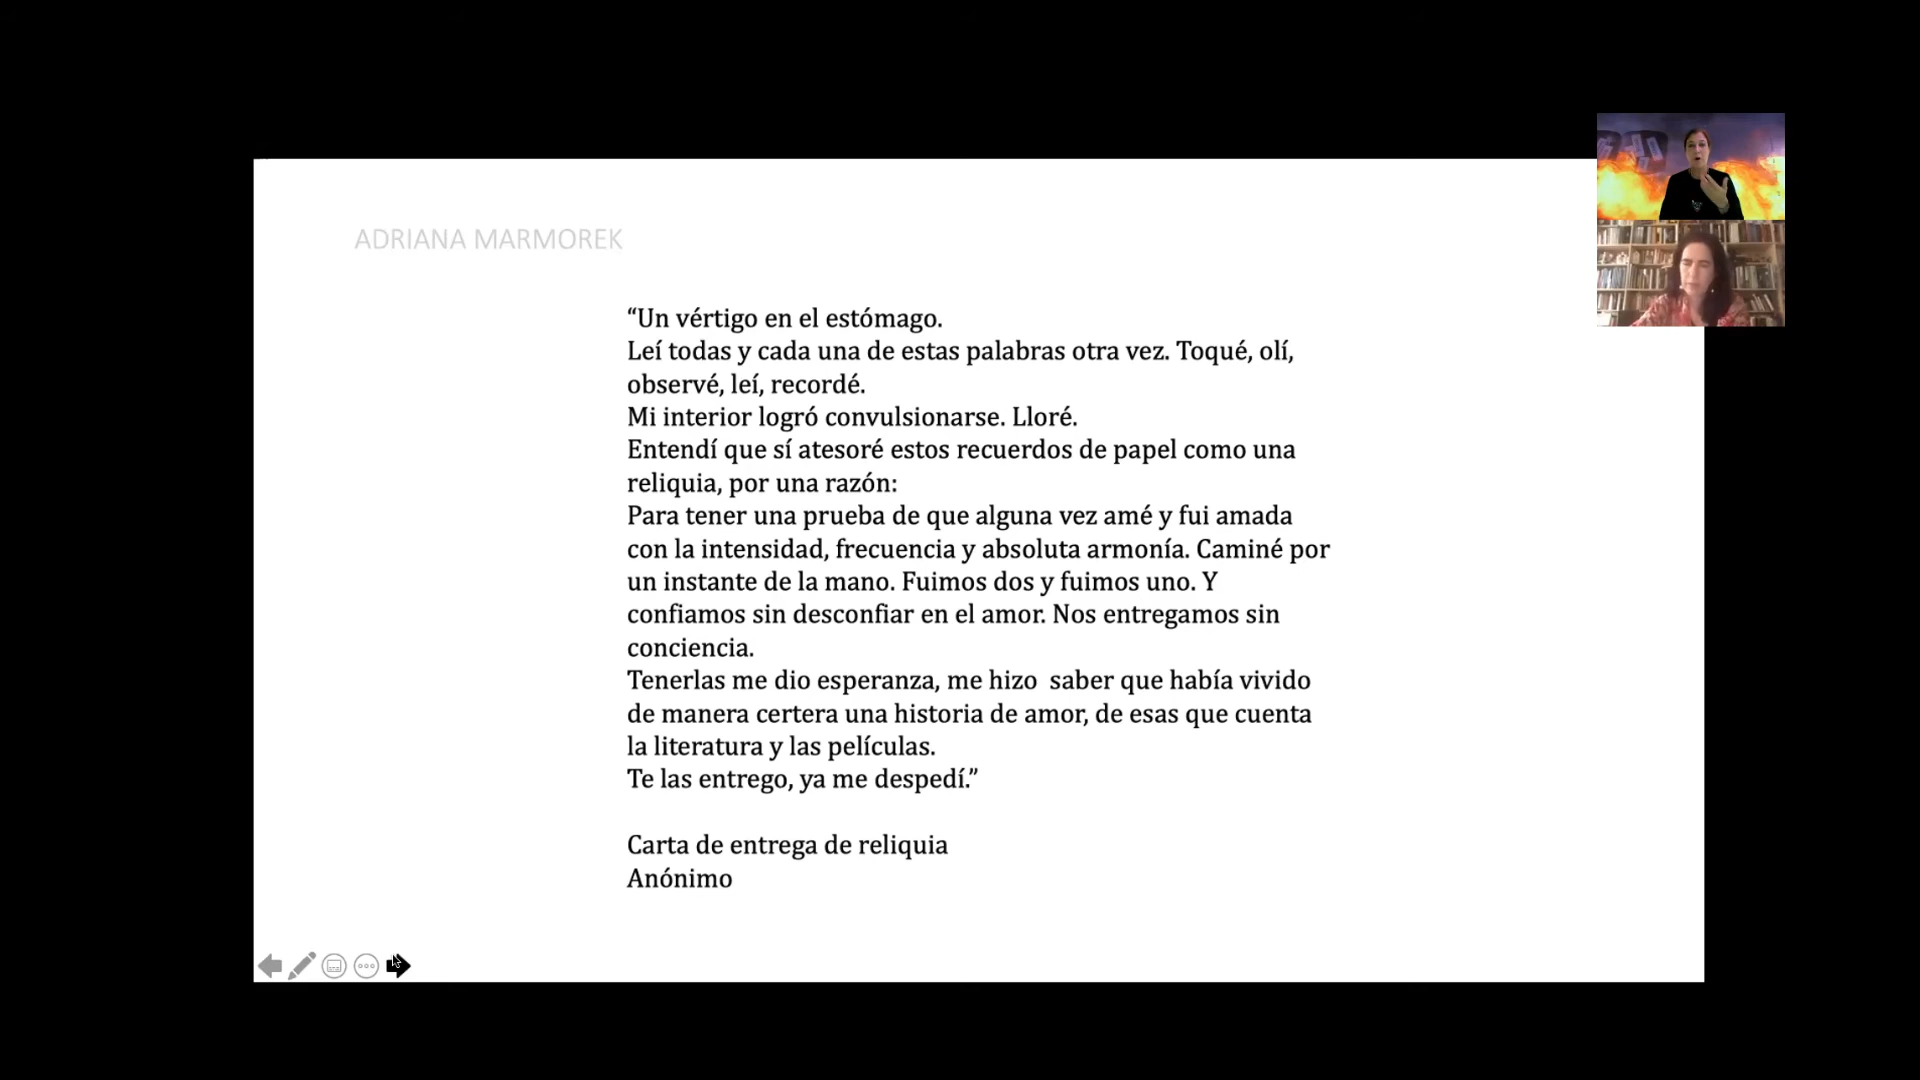 ADRIANA MARMOREK
“Un vértigo en el estómago.
Leí todas y cada una de estas palabras otra vez. Toqué, olí,
observé, leí, recordé.
Mi interior logró convulsionarse. Lloré.
Entendí que sí atesoré estos recuerdos de papel como una
reliquia, por una razón:
Para tener una prueba de que alguna vez amé y fui amada
con la intensidad, frecuencia y absoluta armonía. Caminé por
un instante de la mano. Fuimos dos y fuimos uno. Y
confiamos sin desconfiar en el amor. Nos entregamos sin
conciencia.
Tenerlas me dio esperanza, me hizo  saber que había vivido
de manera certera una historia de amor, de esas que cuenta
la literatura y las películas.
Te las entrego, ya me despedí.”
Carta de entrega de reliquia
Anónimo